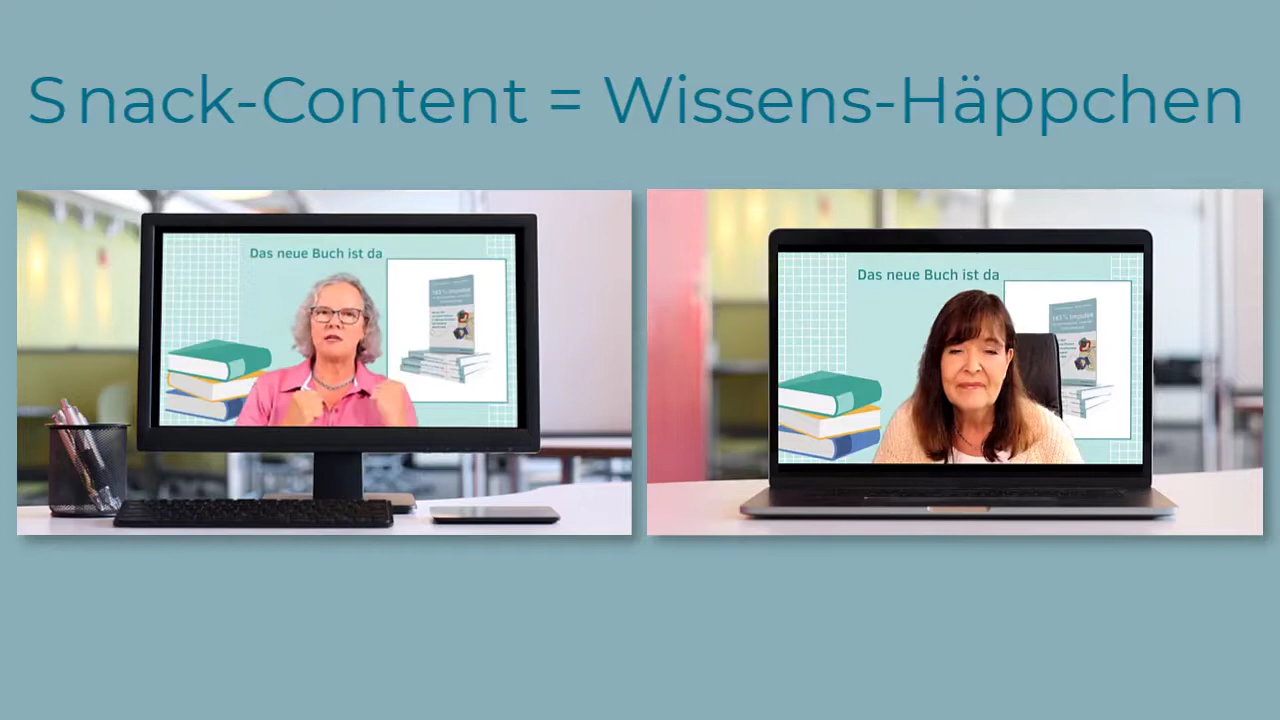 Snack-Content = Wissens-Häppchen
Das neue Buch ist da
Das neue Buch ist da